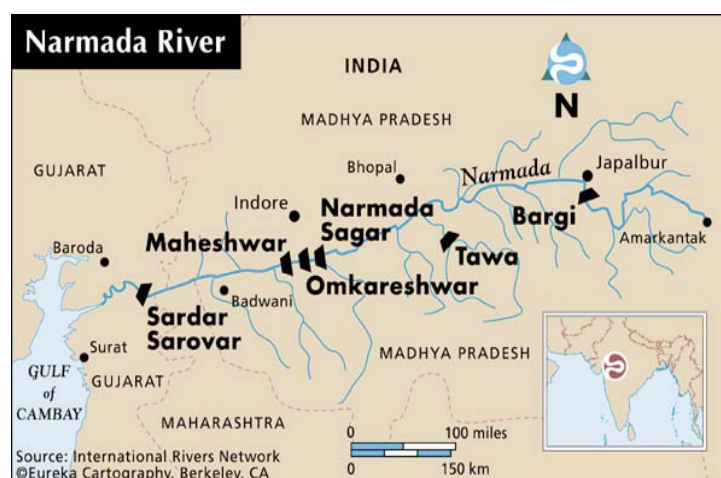 Narmada River
INDIA
N
MADHYA PRADESH
GUJARAT
Bhopal
Narmada
Japalbur
Indore
Narmada
Sagar
Bargi
Amarkantak
Baroda
Maheshwar
Tawa
Omkareshwar
Badwani
Sardar
Sarovar
Surat
GULF
of
CAMBAY
GUJARAT
MADHYA PRADESH
MAHARASHTRA
0 100 miles
0 150 km
Source: International Rivers Network
©Eureka Cartography, Berkeley, CA